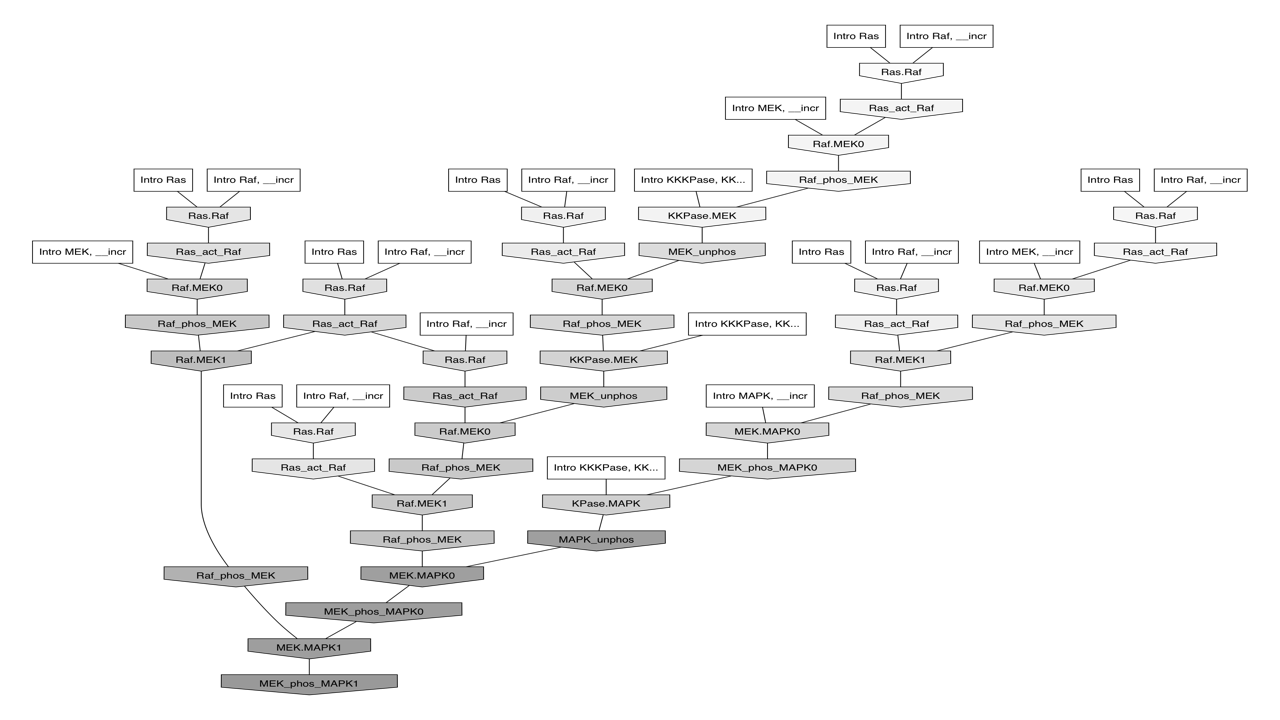 Intro Ras
Intro Raf, __incr
Ras.Raf
Intro MEK, __incr
Ras_act_Raf
Raf.MEK0
Intro Ras
Intro Raf, __incr
Intro Ras
Intro Raf, __incr
Intro KKKPase, KK...
Raf_phos_MEK
Intro Ras
Intro Raf, __incr
Ras.Raf
Ras.Raf
KKPase.MEK
Ras.Raf
Intro MEK, __incr
Ras_act_Raf
Intro Ras
Intro Raf, __incr
Ras_act_Raf
MEK_unphos
Intro Ras
Intro Raf, __incr
Intro MEK, __incr
Ras_act_Raf
Raf.MEK0
Ras.Raf
Raf.MEK0
Ras.Raf
Raf.MEK0
Raf_phos_MEK
Ras_act_Raf
Intro Raf, __incr
Raf_phos_MEK
Intro KKKPase, KK...
Ras_act_Raf
Raf_phos_MEK
Raf.MEK1
Ras.Raf
KKPase.MEK
Raf.MEK1
Intro Ras
Intro Raf, __incr
Ras_act_Raf
MEK_unphos
Intro MAPK, __incr
Raf_phos_MEK
Ras.Raf
Raf.MEK0
MEK.MAPK0
Ras_act_Raf
Raf_phos_MEK
Intro KKKPase, KK...
MEK_phos_MAPK0
Raf.MEK1
KPase.MAPK
Raf_phos_MEK
MAPK_unphos
Raf_phos_MEK
MEK.MAPK0
MEK_phos_MAPK0
MEK.MAPK1
MEK_phos_MAPK1